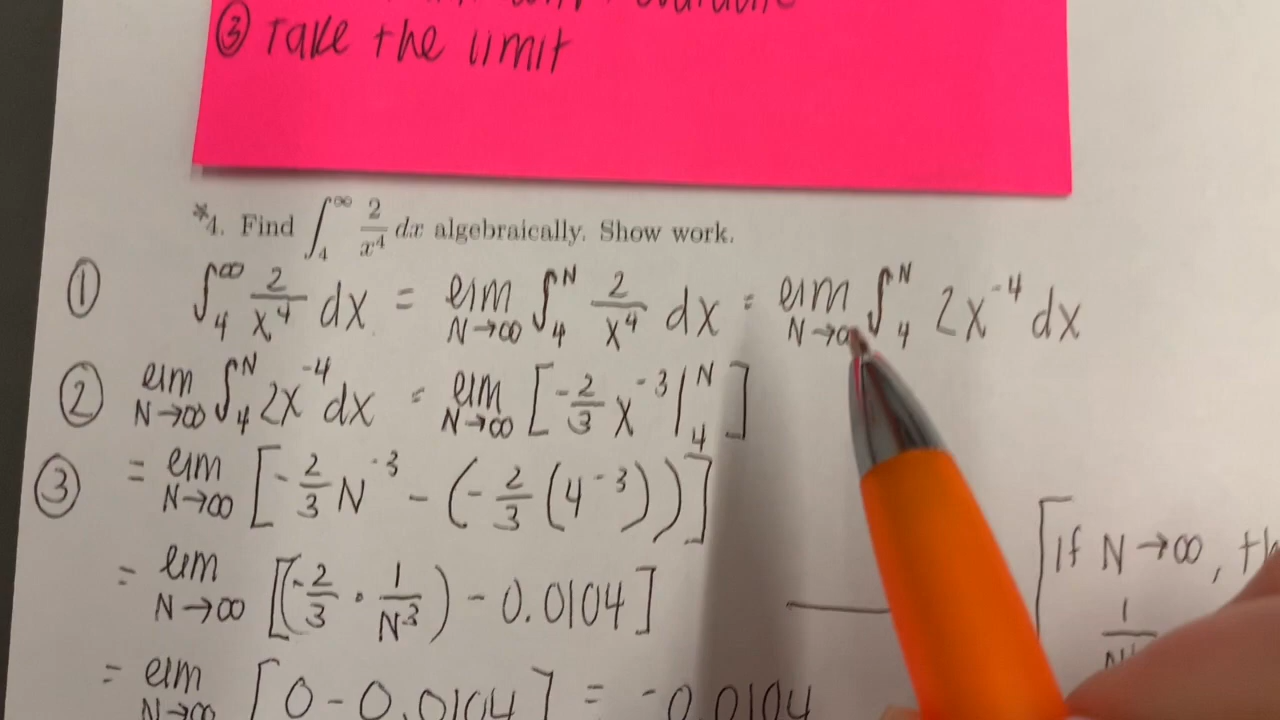 ③ Take the limit
*4. Find ∫₄^∞ 2/x⁴ dx algebraically. Show work.
① ∫₄^∞ 2/x⁴ dx = lim N→∞ ∫₄^N 2/x⁴ dx = lim N→∞ ∫₄^N 2x⁻⁴ dx
② lim N→∞ ∫₄^N 2x⁻⁴ dx = lim N→∞ [-2/3 x⁻³ |₄^N]
③ = lim N→∞ [-2/3 N⁻³ - (-2/3 (4⁻³))]
[If N→∞,
= lim N→∞ [(-2/3 · 1/N³) - 0.0104]
= lim N→∞ [0 - 0.0104] = -0.0104